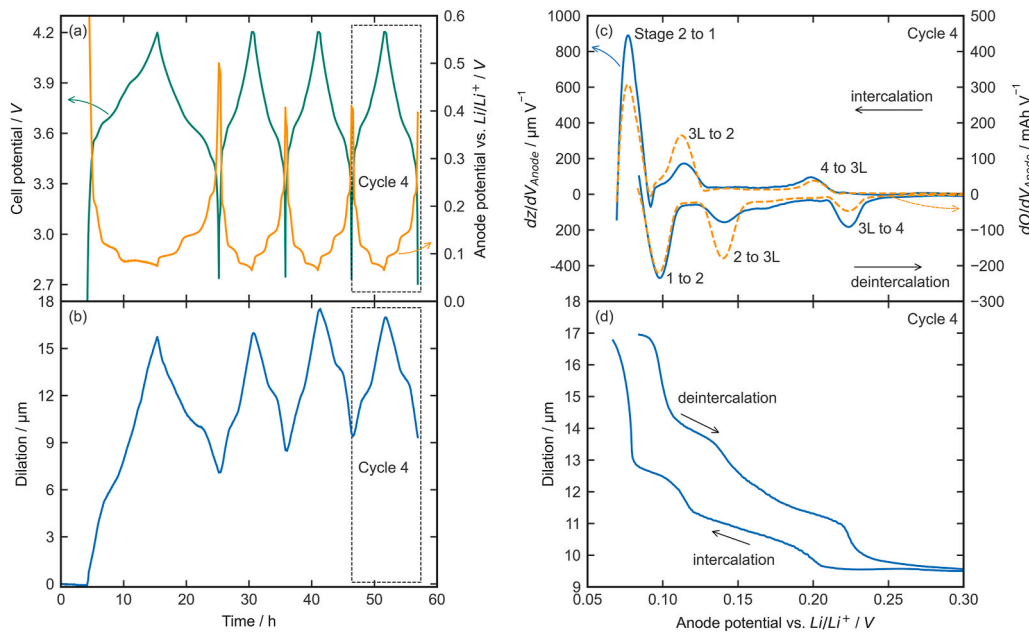 (a)
Cycle 4
4.2
3.9
3.6
3.3
3.0
2.7
Cell potential / V
0.6
0.5
0.4
0.3
0.2
0.1
0.0
Anode potential vs. Li/Li⁺ / V
(b)
Cycle 4
18
15
12
9
6
3
0
Dilation / µm
0 10 20 30 40 50 60
Time / h
(c)
Stage 2 to 1
Cycle 4
intercalation
3L to 2
4 to 3L
3L to 4
2 to 3L
1 to 2
deintercalation
1000
800
600
400
200
0
-200
-400
dz/dV_Anode / µm V⁻¹
500
400
300
200
100
0
-100
-200
-300
dQ/dV_Anode / mAh V⁻¹
(d)
Cycle 4
deintercalation
intercalation
18
17
16
15
14
13
12
11
10
9
Dilation / µm
0.05 0.10 0.15 0.20 0.25 0.30
Anode potential vs. Li/Li⁺ / V